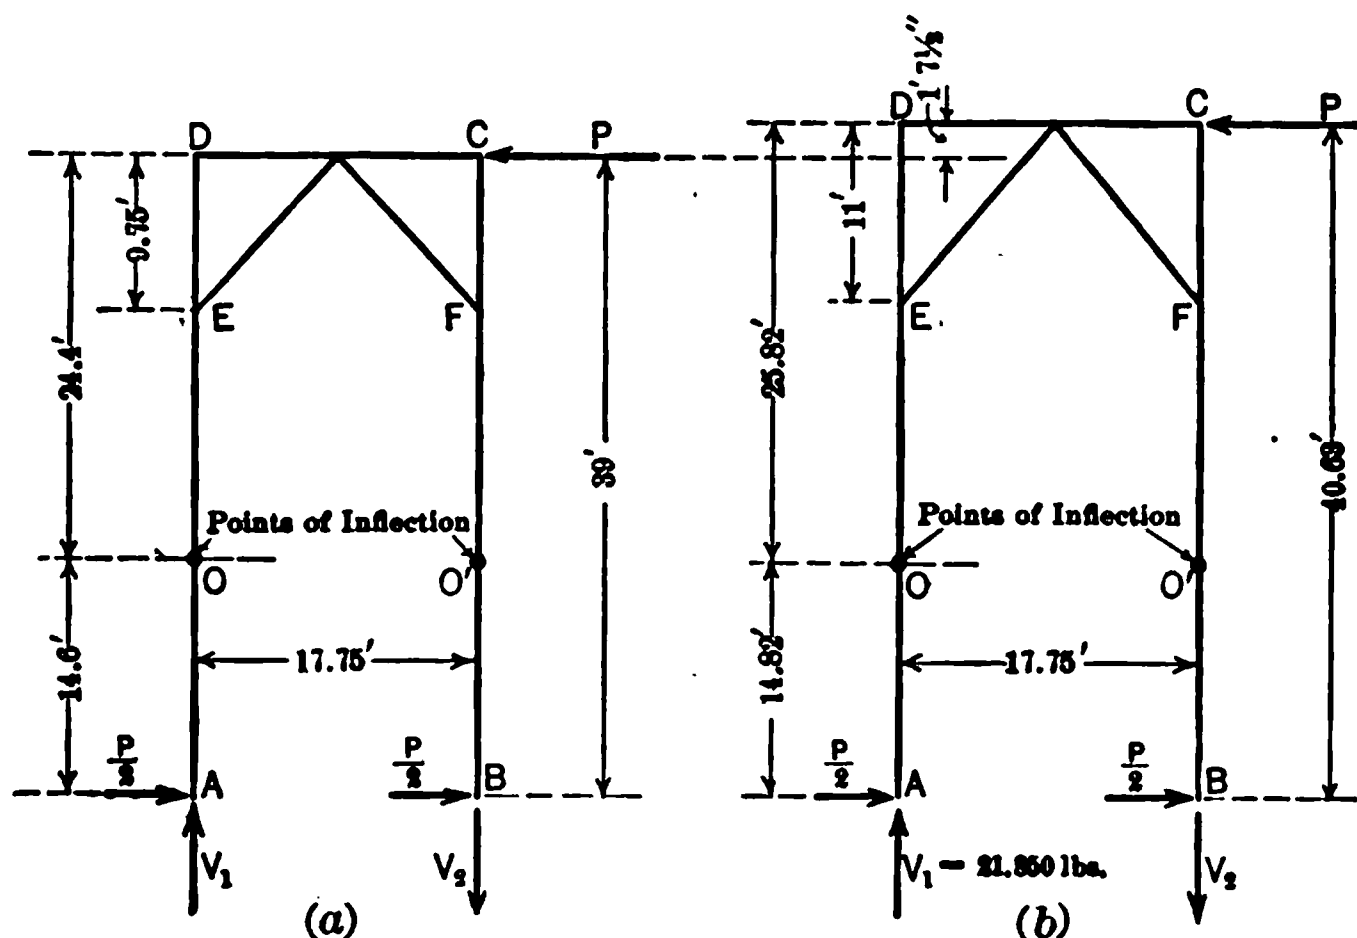 D
C
P
9.75'
24.4'
E
F
39'
Points of Inflection
O
O'
14.6'
17.75'
P/2
A
P/2
B
V₁
V₂
(a)
1' 7½"
D
C
P
11'
25.82'
E
F
40.63'
Points of Inflection
O
O'
14.82'
17.75'
P/2
A
P/2
B
V₁ = 21.850 lbs.
V₂
(b)